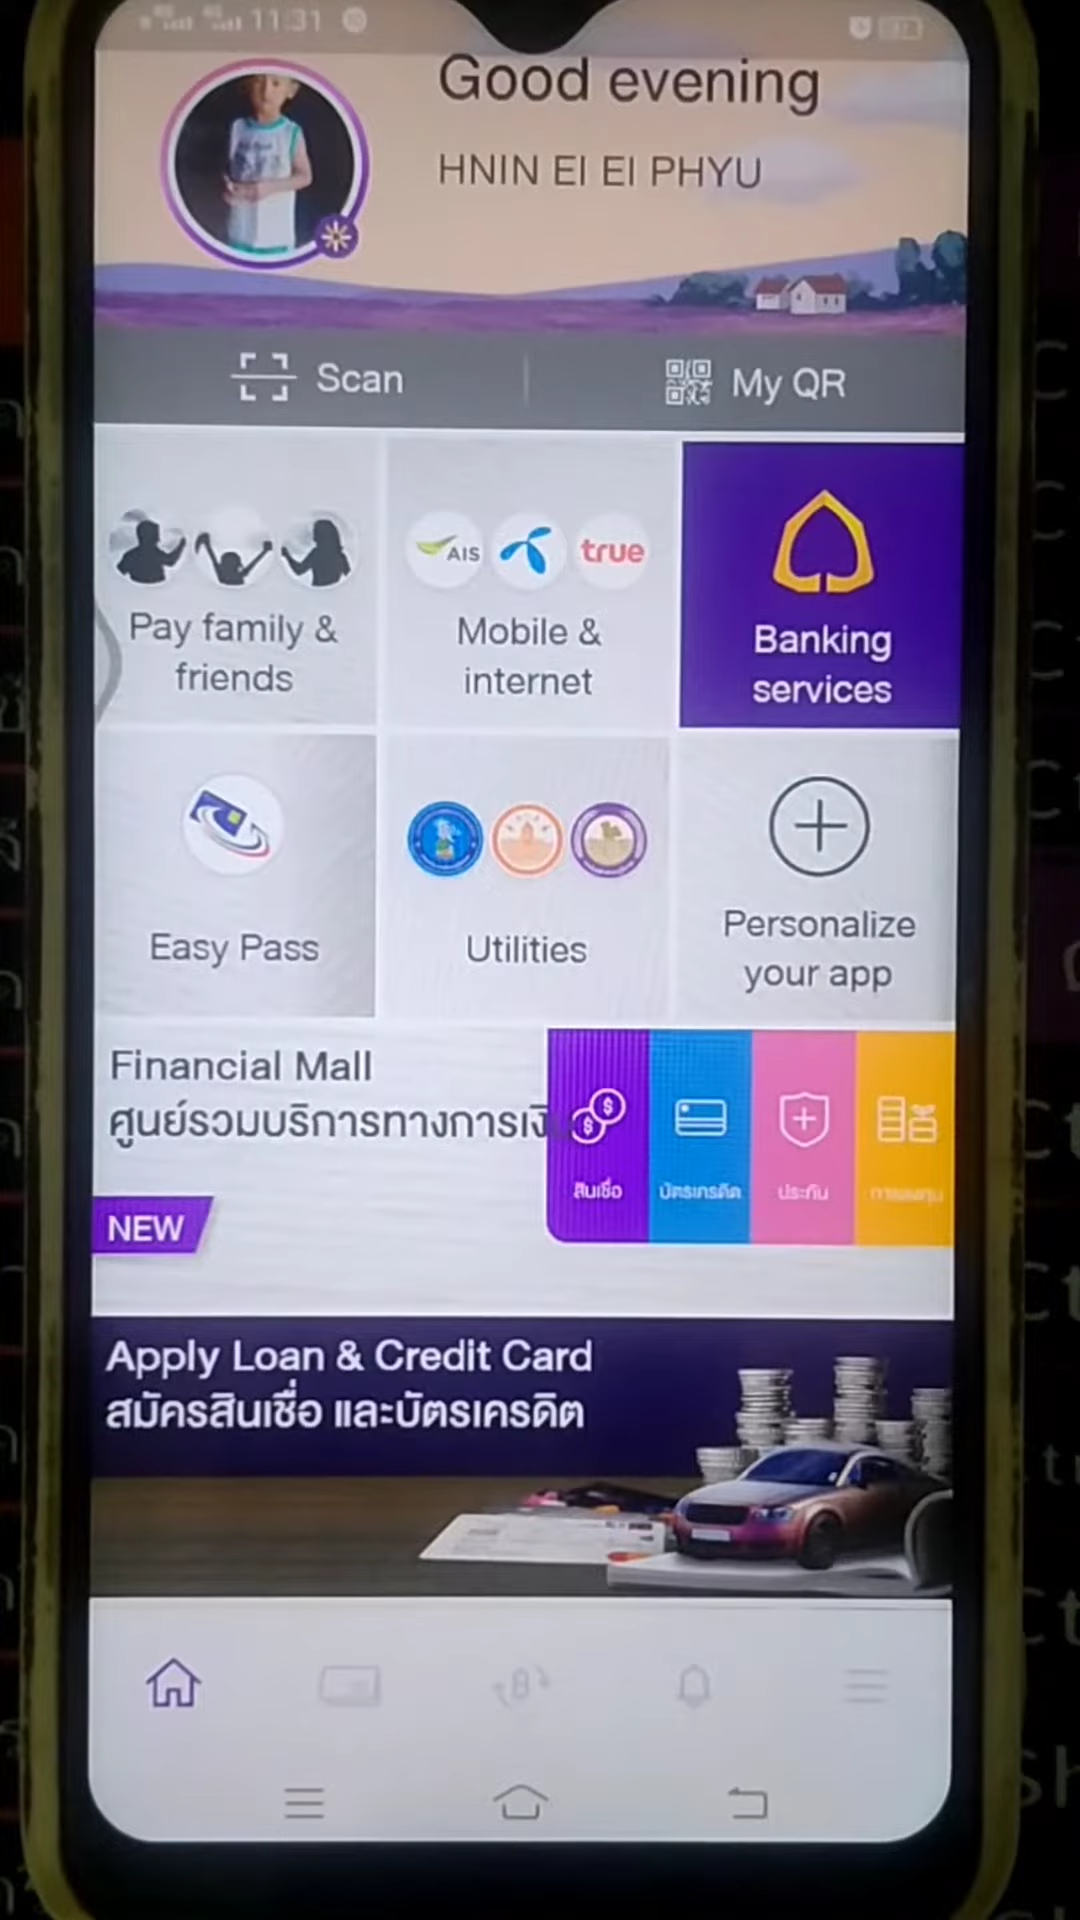 11:31
Good evening
HNIN EI EI PHYU
Scan
My QR
Pay family &
friends
AIS
true
Mobile &
internet
Banking
services
Easy Pass
Utilities
Personalize
your app
Financial Mall
ศูนย์รวมบริการทางการเงิ
สินเชื่อ
บัตรเครดิต
ประกัน
NEW
Apply Loan & Credit Card
สมัครสินเชื่อ และบัตรเครดิต